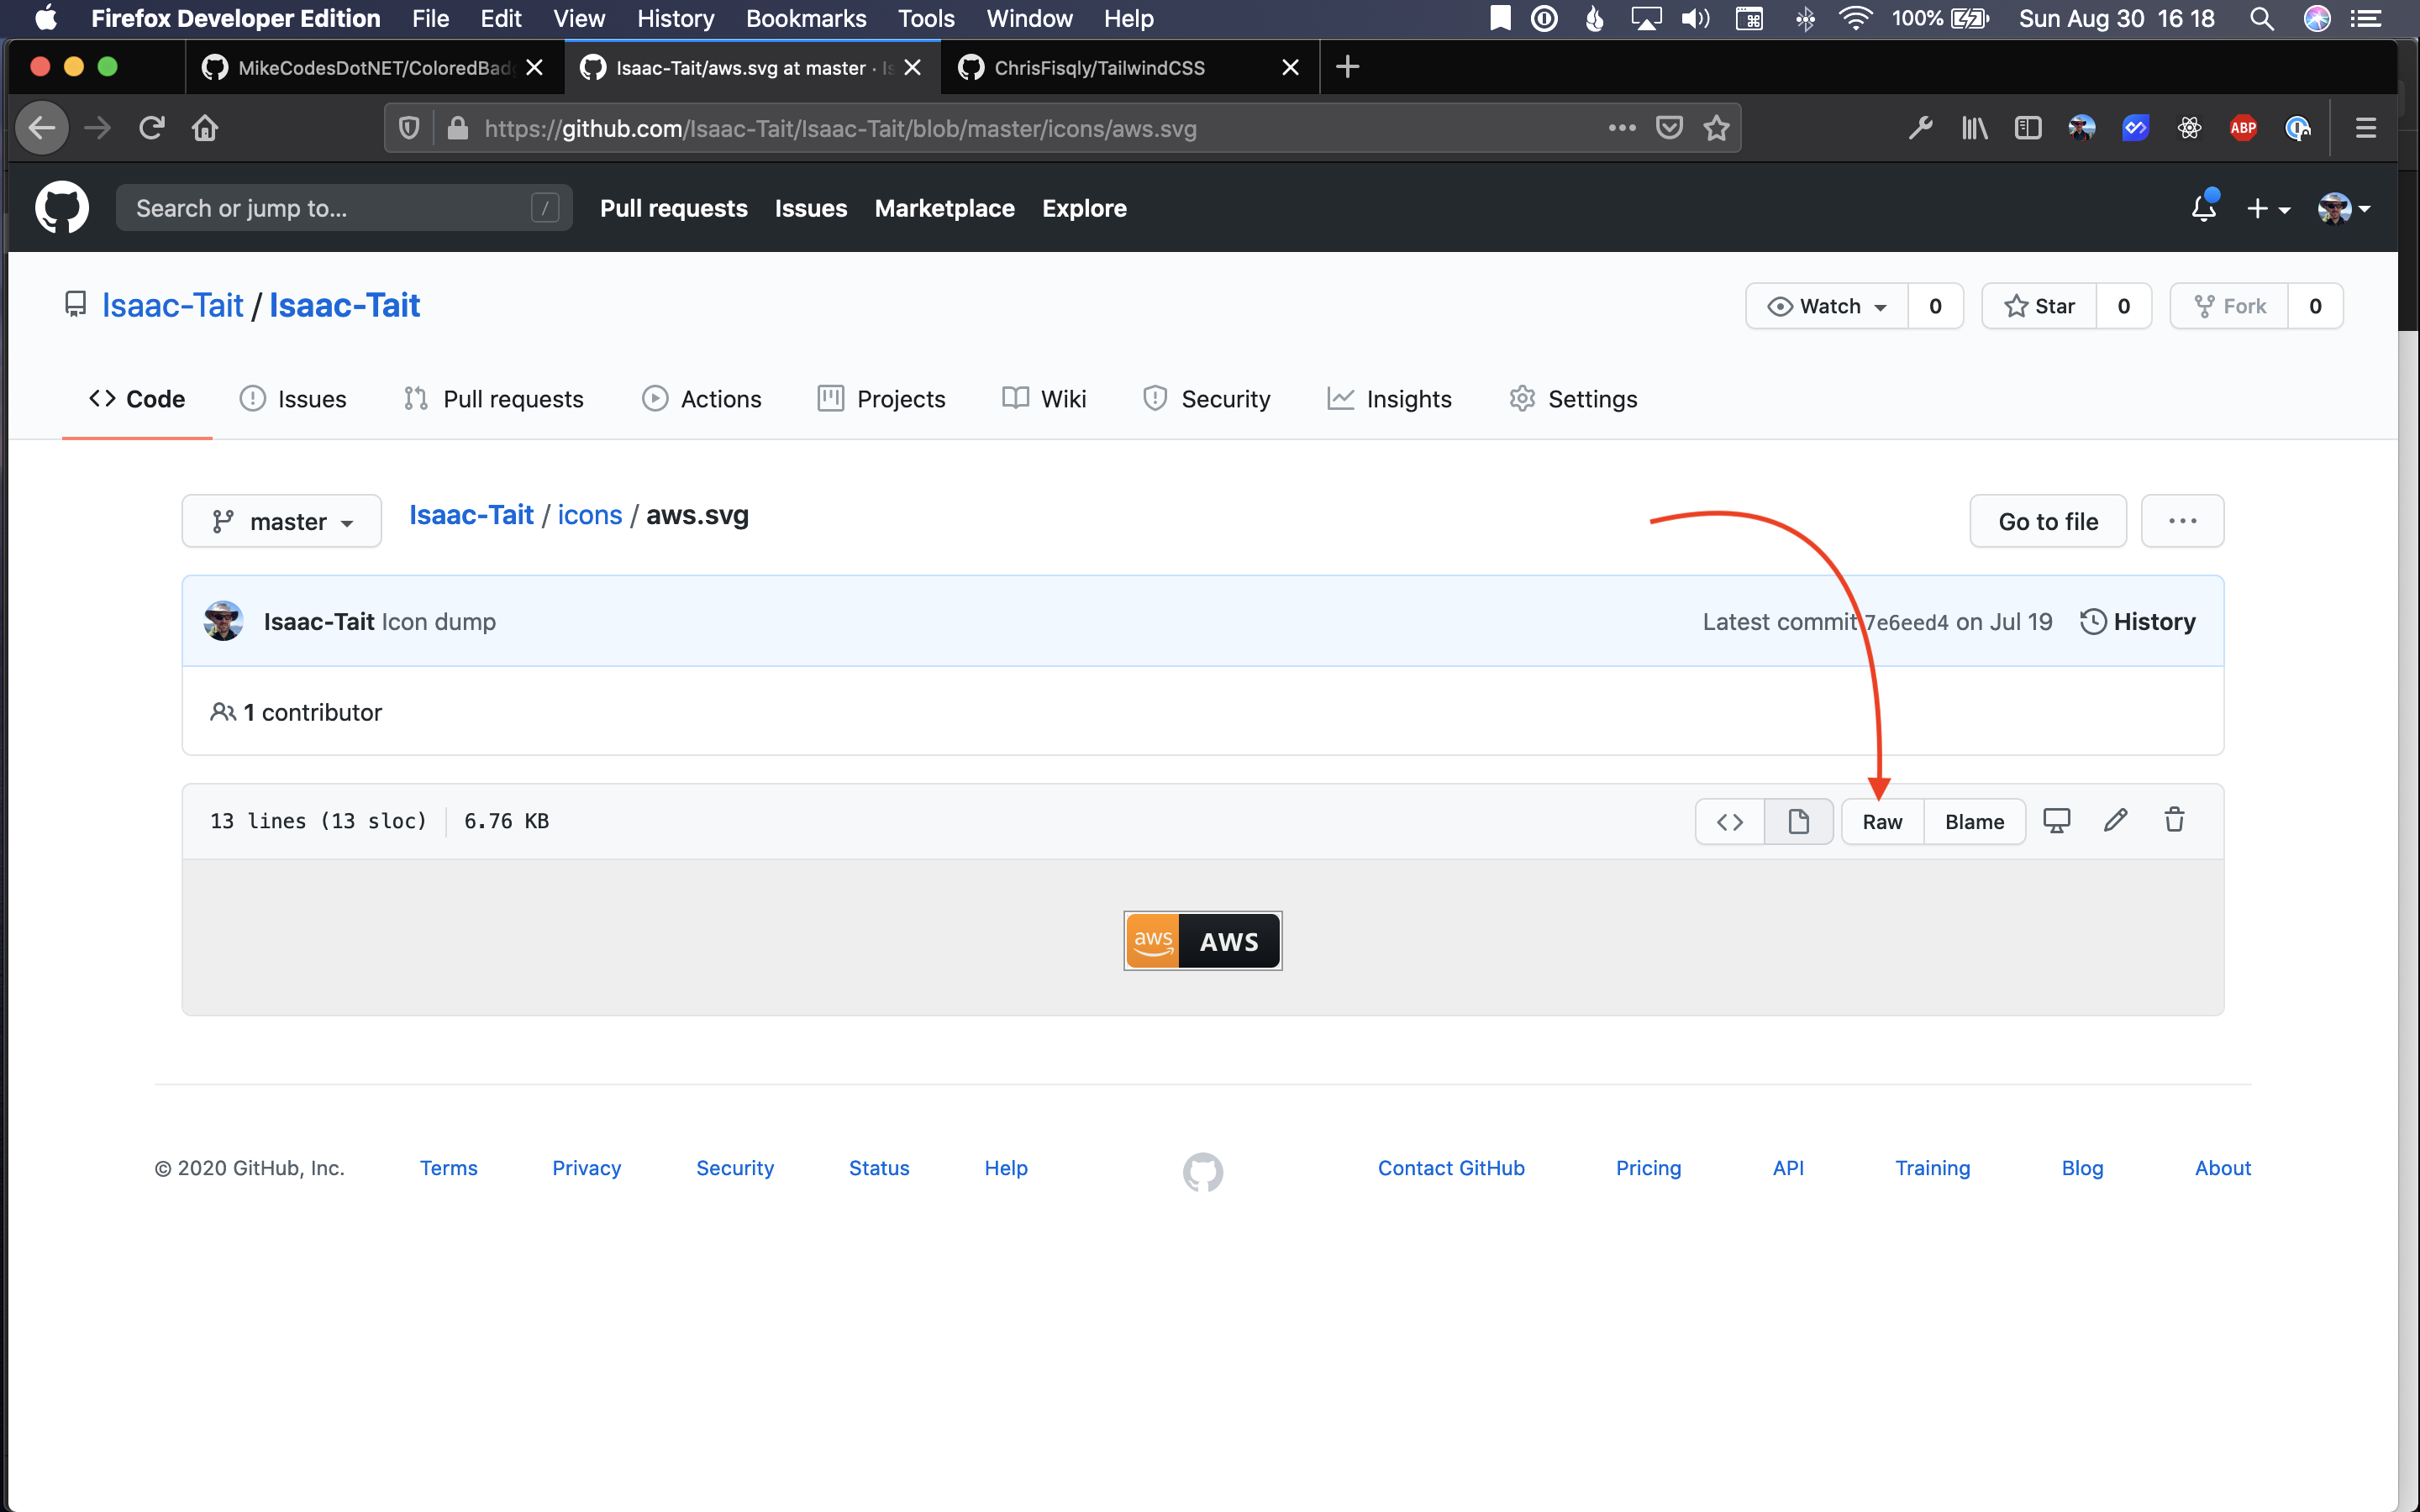 Firefox Developer Edition File Edit View History Bookmarks Tools Window Help 100% Sun Aug 30 16 18
MikeCodesDotNET/ColoredBad
Isaac-Tait/aws.svg at master · Is
ChrisFisqly/TailwindCSS
https://github.com/Isaac-Tait/Isaac-Tait/blob/master/icons/aws.svg
ABP
Search or jump to... / Pull requests Issues Marketplace Explore
Isaac-Tait / Isaac-Tait
Watch 0 Star 0 Fork 0
Code Issues Pull requests Actions Projects Wiki Security Insights Settings
master Isaac-Tait / icons / aws.svg Go to file ...
Isaac-Tait Icon dump Latest commit 7e6eed4 on Jul 19 History
1 contributor
13 lines (13 sloc) 6.76 KB Raw Blame
aws AWS
© 2020 GitHub, Inc. Terms Privacy Security Status Help Contact GitHub Pricing API Training Blog About